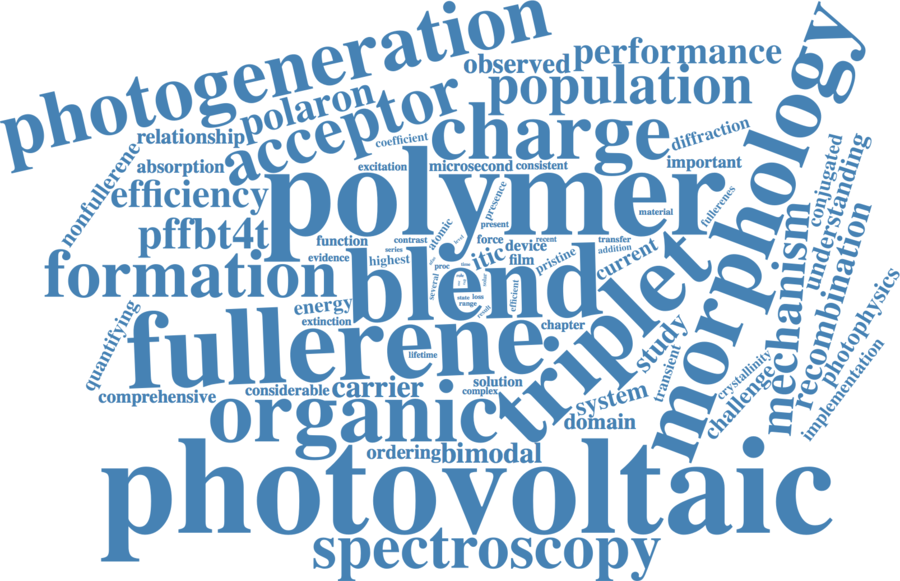 photogeneration
observed
performance
polaron
population
acceptor
morphology
relationship
charge
coefficient
diffraction
conjugated
absorption
excitation
microsecond
consistent
important
nonfullerene
efficiency
polymer
fullerenes
understanding
presence
material
pffbt4t
present
function
contrast
atomic
force
recent
transfer
series
device
addition
formation
evidence
highest
itic
film
pristine
current
blend
proc
several
triplet
mechanism
recombination
photophysics
state
loss
range
efficient
result
energy
extinction
quantifying
fullerene
chapter
lifetime
study
transient
crystallinity
challenge
implementation
comprehensive
considerable
carrier
solution
complex
system
organic
domain
ordering
bimodal
photovoltaic
spectroscopy